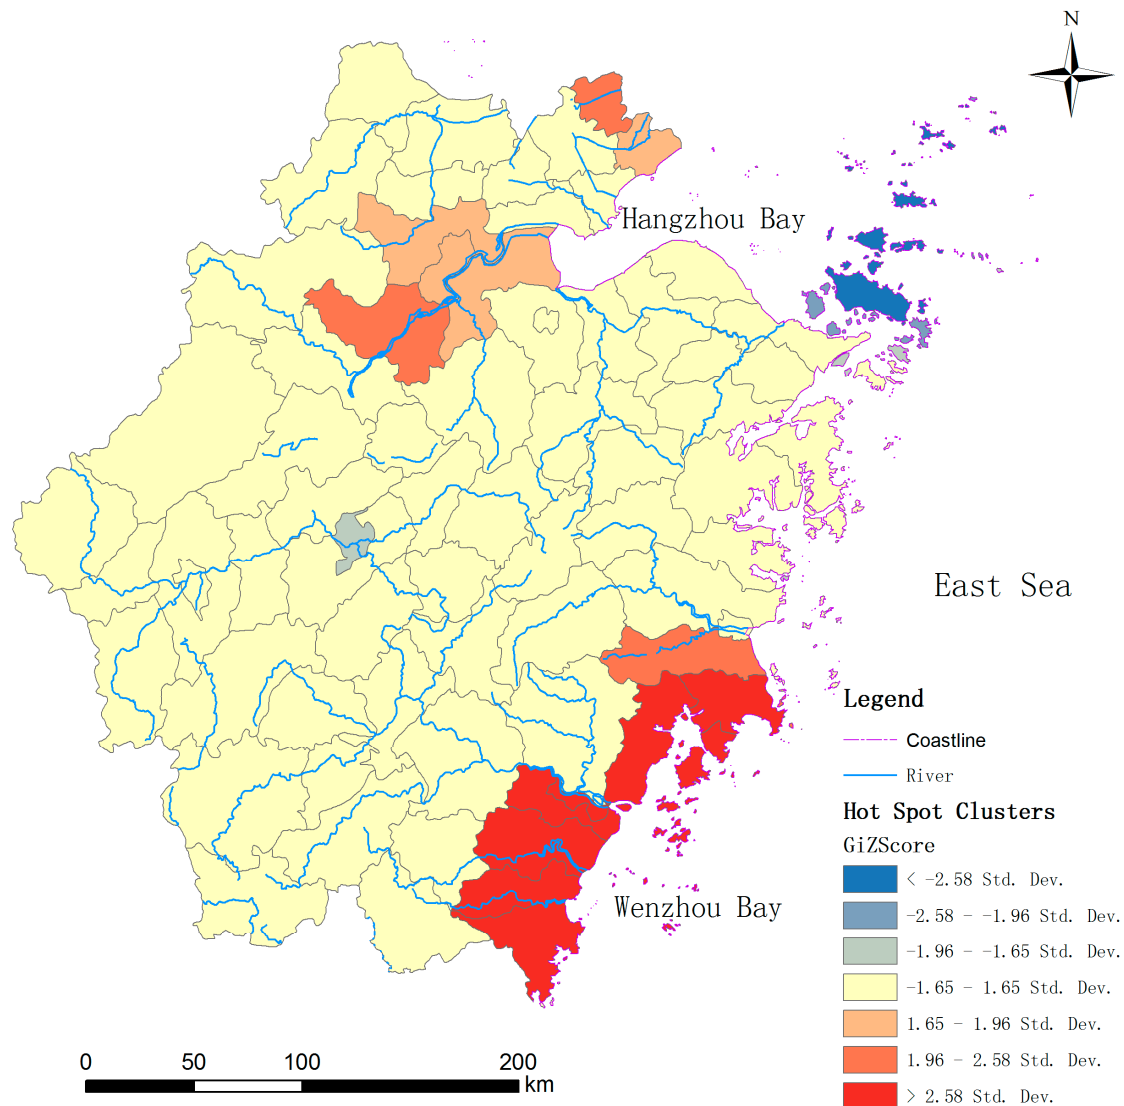 N
Hangzhou Bay
East Sea
Wenzhou Bay
Legend
Coastline
River
Hot Spot Clusters
GiZScore
< -2.58 Std. Dev.
-2.58 - -1.96 Std. Dev.
-1.96 - -1.65 Std. Dev.
-1.65 - 1.65 Std. Dev.
1.65 - 1.96 Std. Dev.
1.96 - 2.58 Std. Dev.
> 2.58 Std. Dev.
0 50 100 200
km